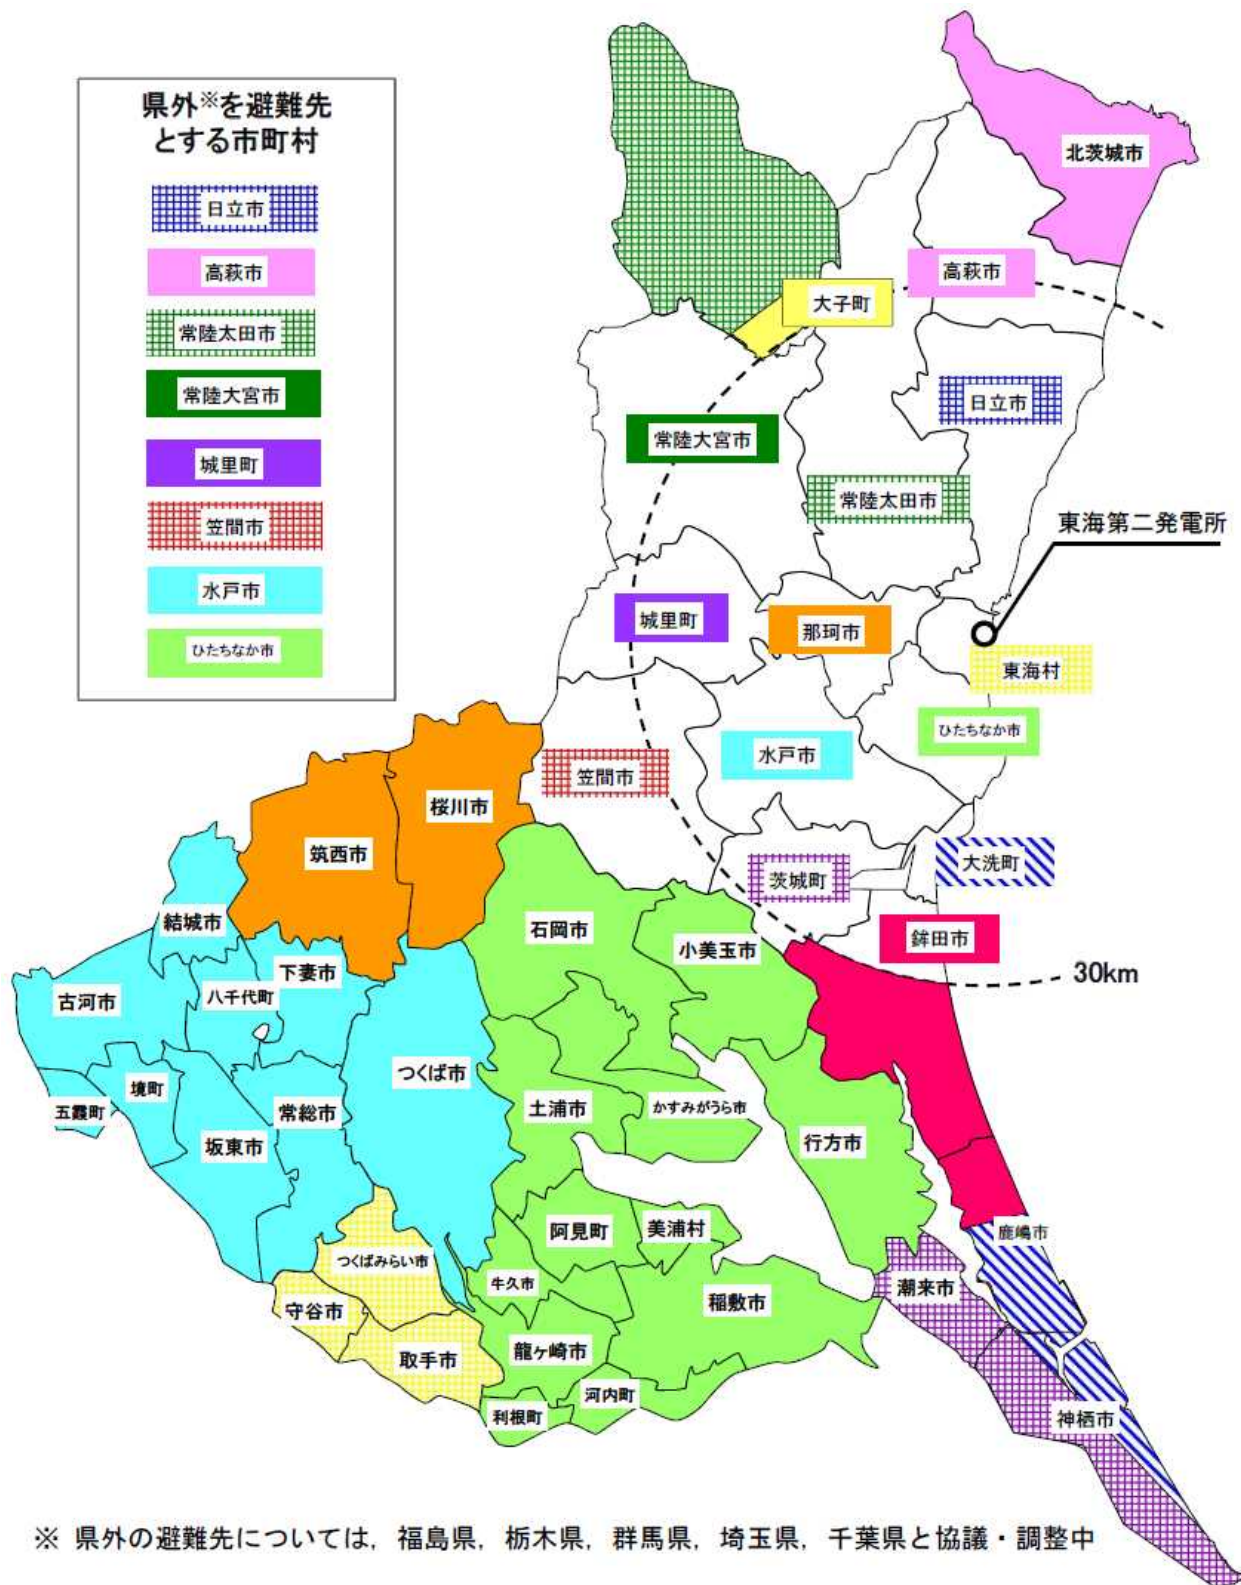 県外※を避難先
とする市町村
日立市
高萩市
常陸太田市
常陸大宮市
城里町
笠間市
水戸市
ひたちなか市
北茨城市
高萩市
大子町
日立市
常陸大宮市
常陸太田市
東海第二発電所
城里町
那珂市
東海村
ひたちなか市
水戸市
笠間市
桜川市
筑西市
大洗町
茨城町
結城市
石岡市
小美玉市
鉾田市
30km
下妻市
八千代町
古河市
つくば市
境町
五霞町
常総市
土浦市
かすみがうら市
坂東市
行方市
阿見町
美浦村
鹿嶋市
つくばみらい市
牛久市
潮来市
守谷市
稲敷市
取手市
龍ヶ崎市
河内町
利根町
神栖市
※ 県外の避難先については，福島県，栃木県，群馬県，埼玉県，千葉県と協議・調整中